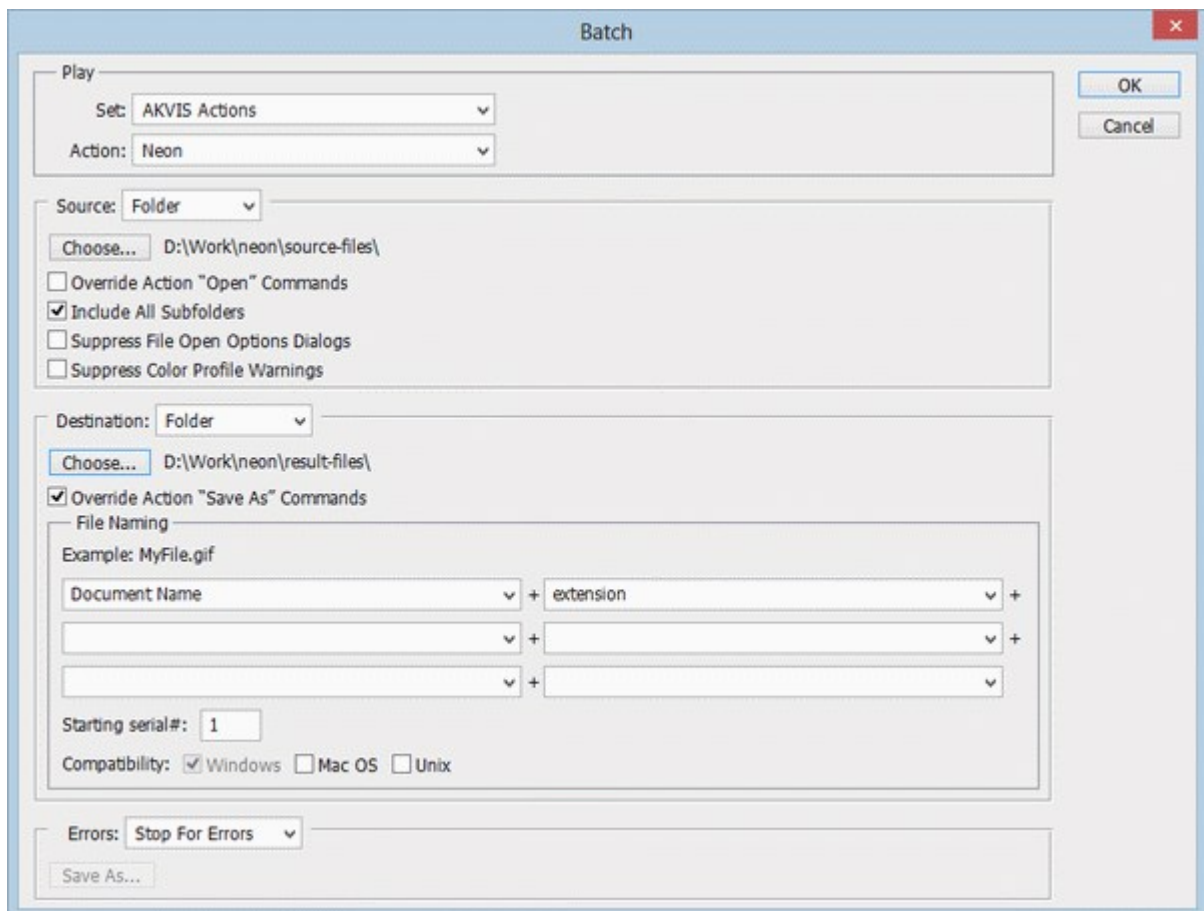 Batch
Play
Set: AKVIS Actions
Action: Neon
OK
Cancel
Source: Folder
Choose... D:\Work\neon\source-files\
Override Action “Open” Commands
Include All Subfolders
Suppress File Open Options Dialogs
Suppress Color Profile Warnings
Destination: Folder
Choose... D:\Work\neon\result-files\
Override Action “Save As” Commands
File Naming
Example: MyFile.gif
Document Name + extension +
+ +
+
Starting serial#: 1
Compatibility: Windows Mac OS Unix
Errors: Stop For Errors
Save As...